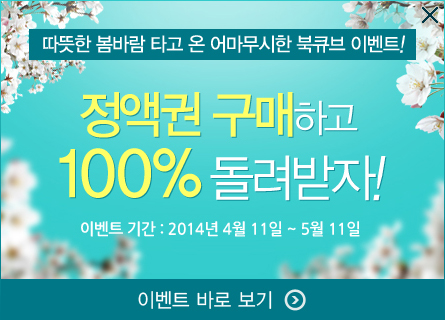 따뜻한 봄바람 타고 온 어마무시한 북큐브 이벤트!
정액권 구매하고
100% 돌려받자!
이벤트 기간 : 2014년 4월 11일 ~ 5월 11일
이벤트 바로 보기